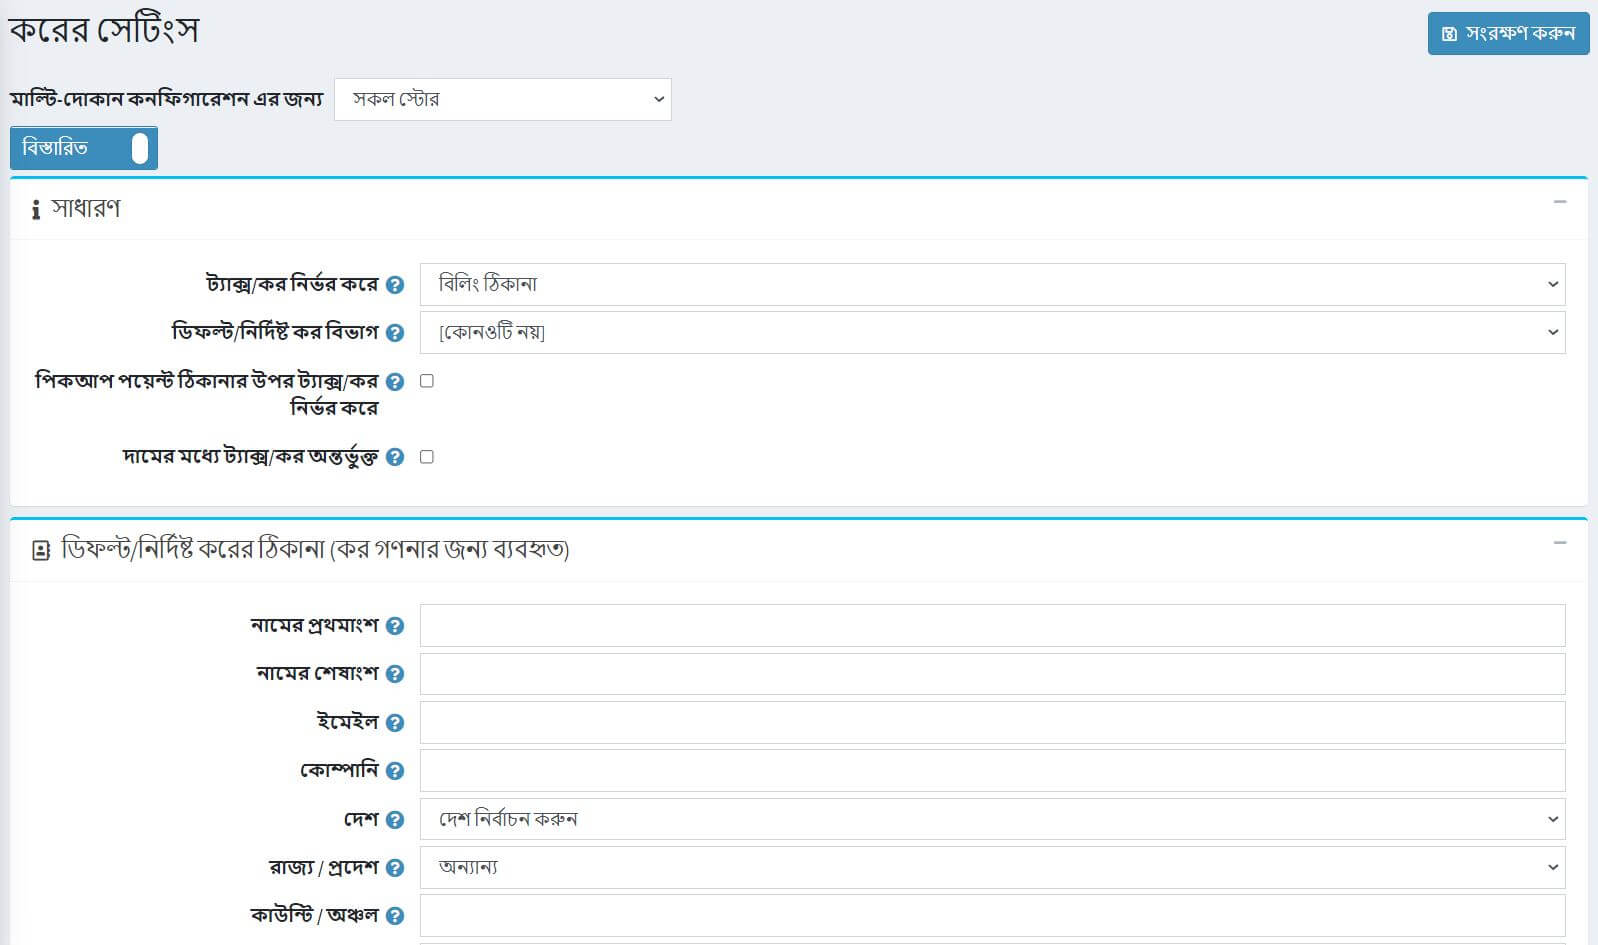 করের সেটিংস
সংরক্ষণ করুন
মাল্টি-দোকান কনফিগারেশন এর জন্য
সকল স্টোর
বিস্তারিত
সাধারণ
ট্যাক্স/কর নির্ভর করে
বিলিং ঠিকানা
ডিফল্ট/নির্দিষ্ট কর বিভাগ
[কোনওটি নয়]
পিকআপ পয়েন্ট ঠিকানার উপর ট্যাক্স/কর
নির্ভর করে
দামের মধ্যে ট্যাক্স/কর অন্তর্ভুক্ত
ডিফল্ট/নির্দিষ্ট করের ঠিকানা (কর গণনার জন্য ব্যবহৃত)
নামের প্রথমাংশ
নামের শেষাংশ
ইমেইল
কোম্পানি
দেশ
দেশ নির্বাচন করুন
রাজ্য / প্রদেশ
অন্যান্য
কাউন্টি / অঞ্চল